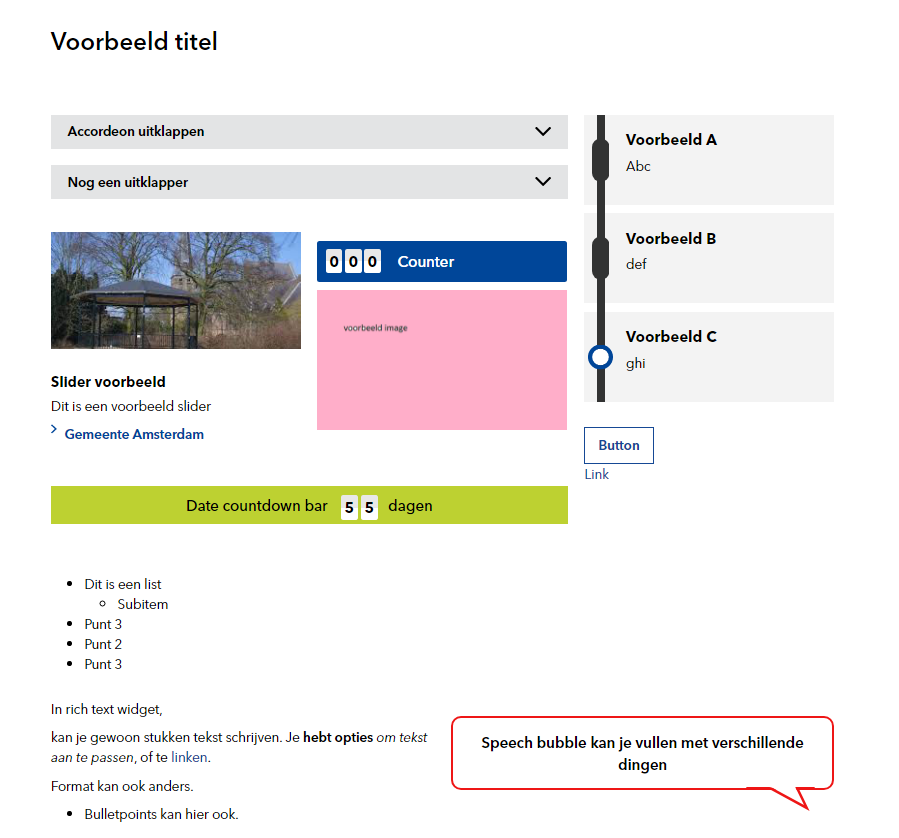 Voorbeeld titel
Accordeon uitklappen
Nog een uitklapper
Slider voorbeeld
Dit is een voorbeeld slider
Gemeente Amsterdam
0 0 0 Counter
voorbeeld image
Date countdown bar 5 5 dagen
Voorbeeld A
Abc
Voorbeeld B
def
Voorbeeld C
ghi
Button
Link
Dit is een list
Subitem
Punt 3
Punt 2
Punt 3
In rich text widget,
kan je gewoon stukken tekst schrijven. Je hebt opties om tekst
aan te passen, of te linken.
Format kan ook anders.
Bulletpoints kan hier ook.
Speech bubble kan je vullen met verschillende
dingen